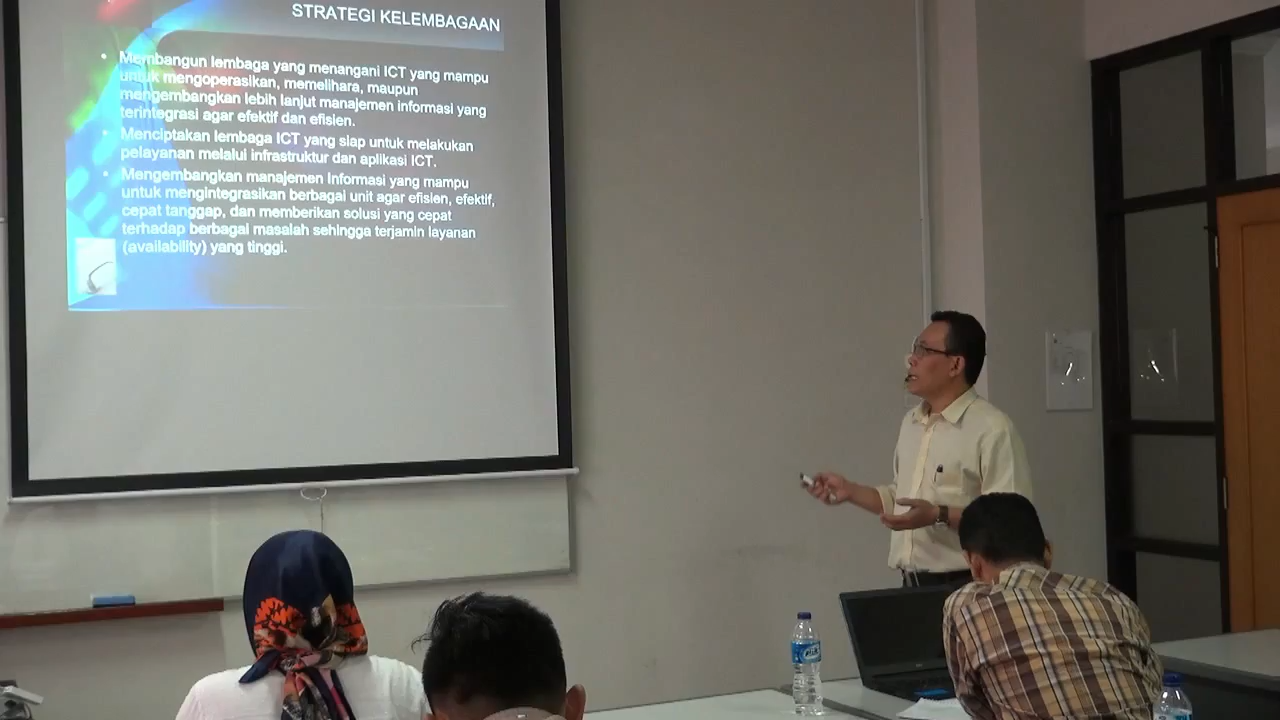 STRATEGI KELEMBAGAAN
• Membangun lembaga yang menangani ICT yang mampu
untuk mengoperasikan, memelihara, maupun
mengembangkan lebih lanjut manajemen informasi yang
terintegrasi agar efektif dan efisien.
• Menciptakan lembaga ICT yang siap untuk melakukan
pelayanan melalui infrastruktur dan aplikasi ICT.
• Mengembangkan manajemen Informasi yang mampu
untuk mengintegrasikan berbagai unit agar efisien, efektif,
cepat tanggap, dan memberikan solusi yang cepat
terhadap berbagai masalah sehingga terjamin layanan
(availability) yang tinggi.